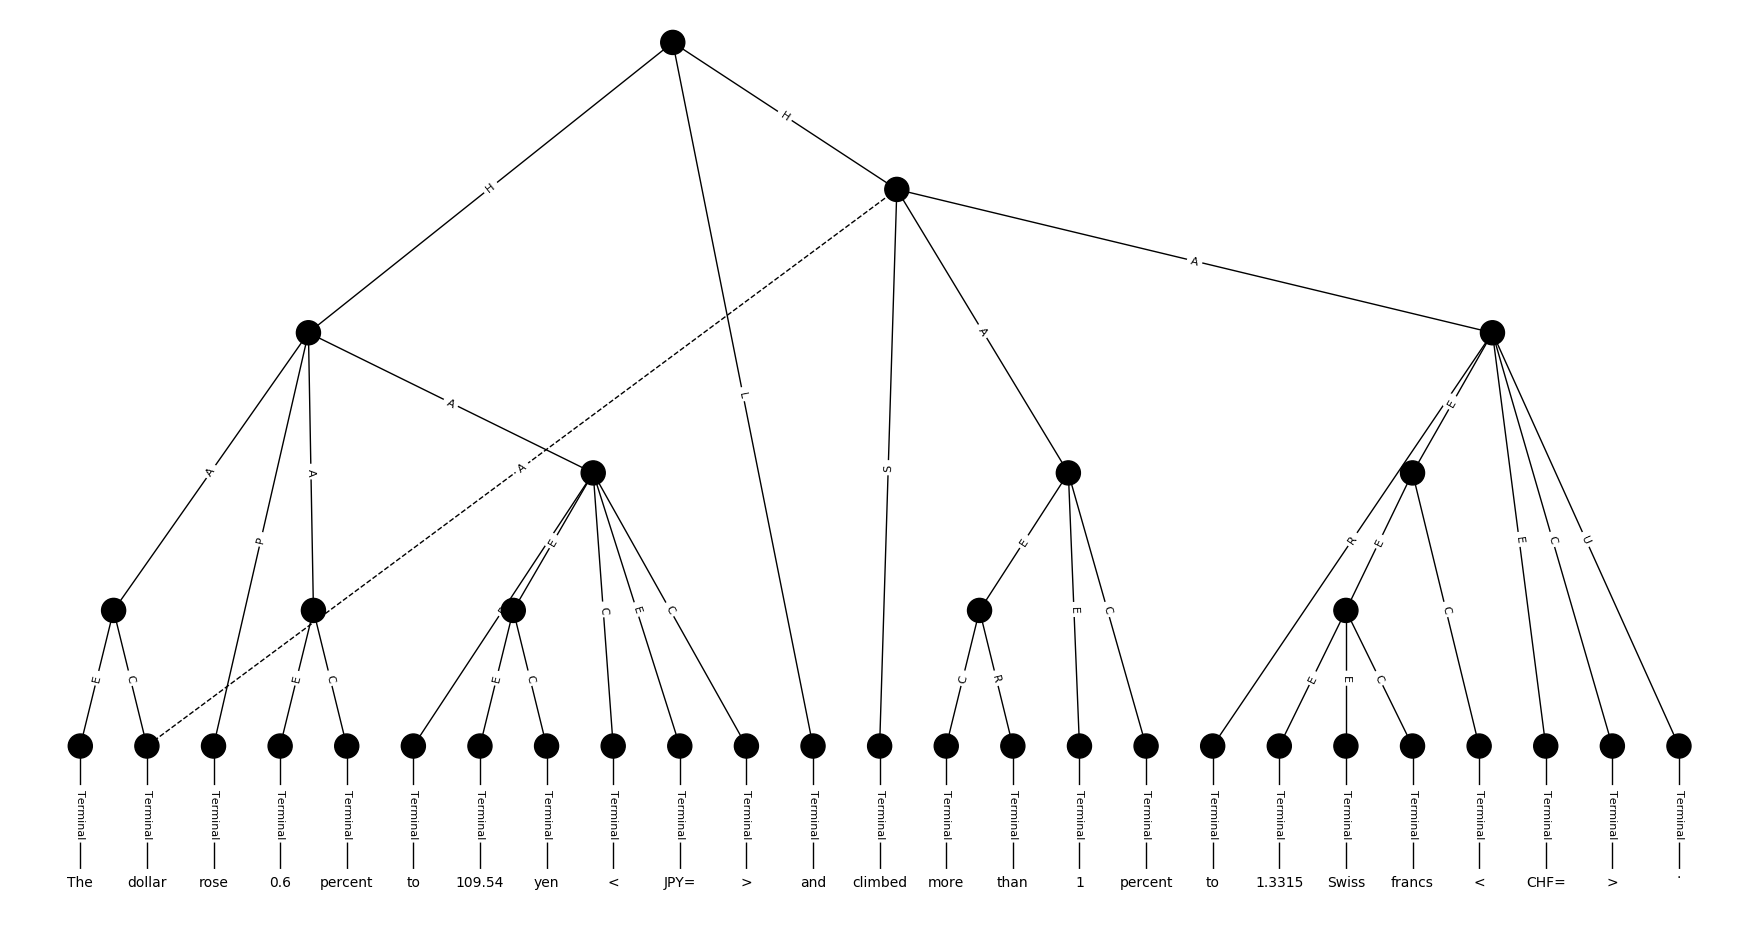 H
H
H
A
L
A
A
E
A
A
A
S
P
E
R
E
E
E
C
U
E
C
E
C
E
C
C
E
C
E
C
E
C
C
R
E
E
C
Terminal Terminal Terminal Terminal Terminal Terminal Terminal Terminal Terminal Terminal Terminal Terminal Terminal Terminal Terminal Terminal Terminal Terminal Terminal Terminal Terminal Terminal Terminal Terminal Terminal
The dollar rose 0.6 percent to 109.54 yen < JPY= > and climbed more than 1 percent to 1.3315 Swiss francs < CHF= > .